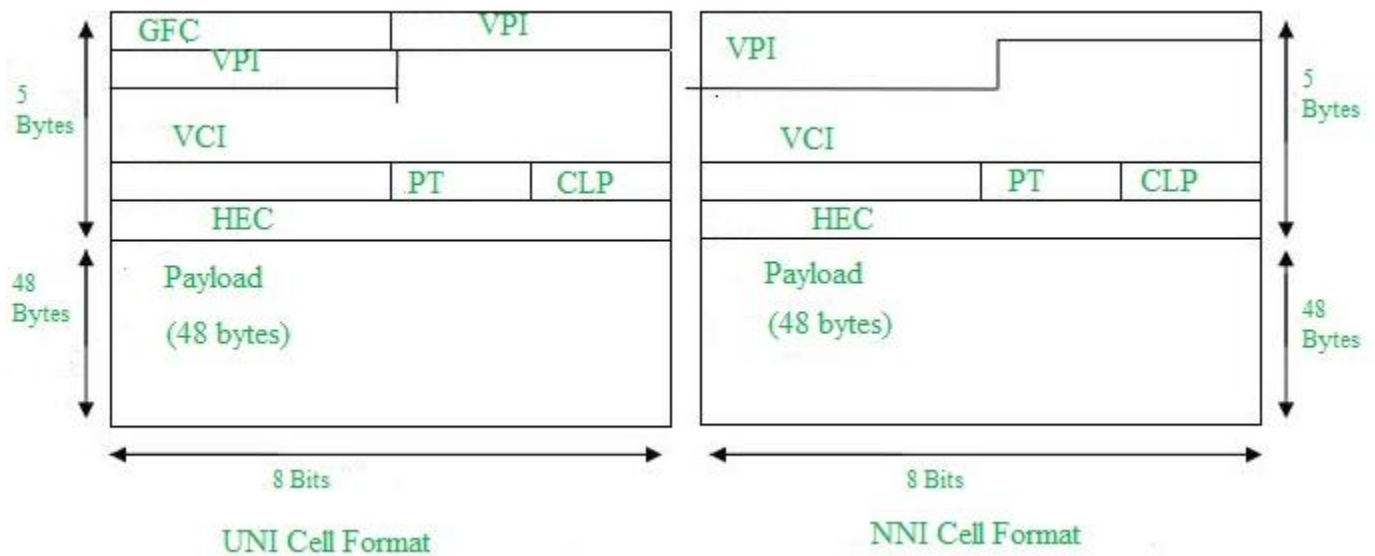 GFC VPI
VPI
VCI
PT CLP
HEC
Payload
(48 bytes)
5
Bytes
48
Bytes
8 Bits
UNI Cell Format
VPI
VCI
PT CLP
HEC
Payload
(48 bytes)
5
Bytes
48
Bytes
8 Bits
NNI Cell Format